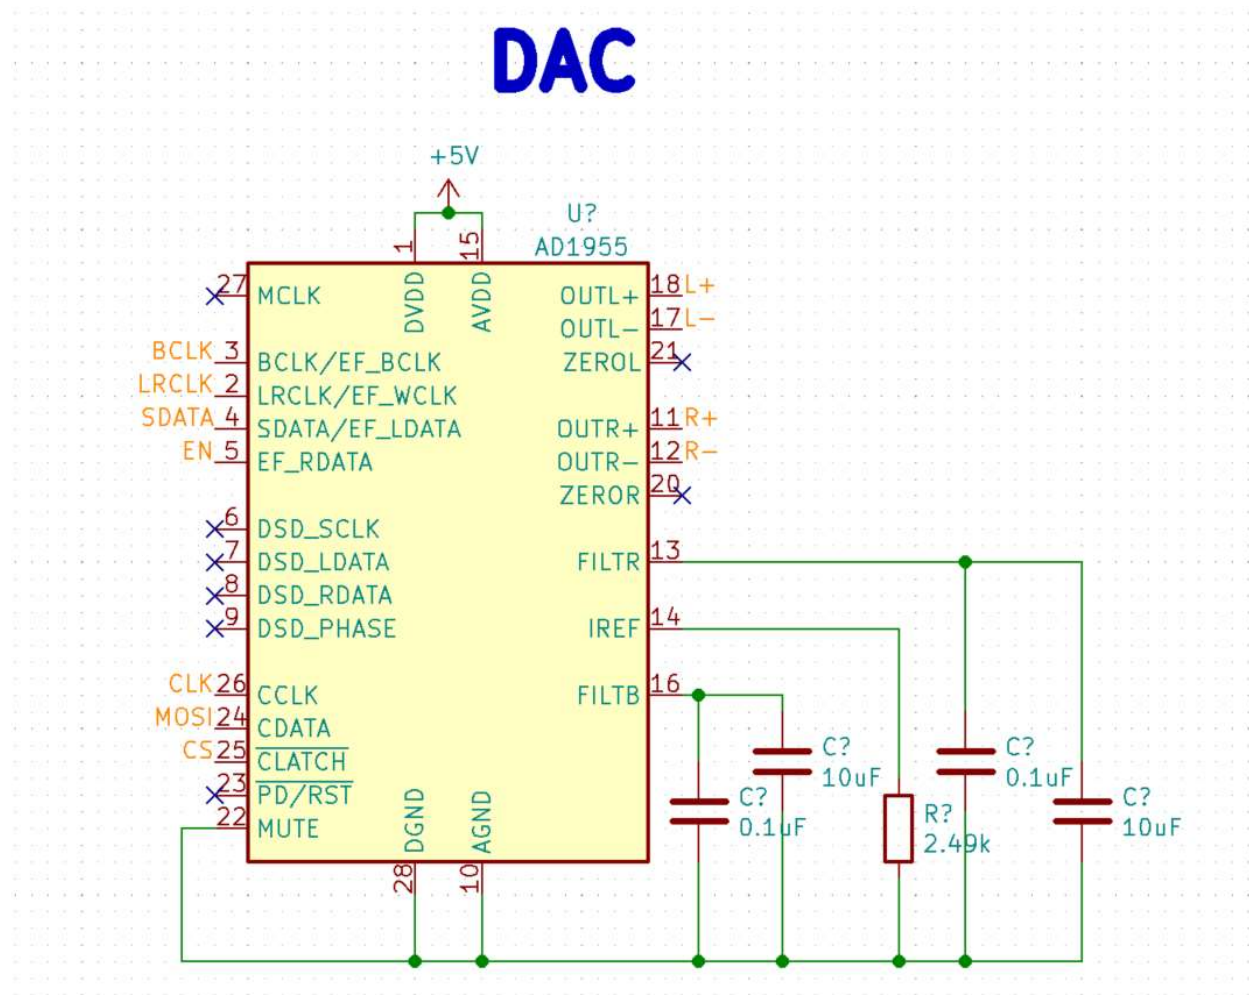 DAC
+5V
U?
AD1955
1
15
27
MCLK
DVDD
AVDD
OUTL+
18
L+
OUTL−
17
L−
BCLK
3
BCLK/EF_BCLK
ZEROL
21
LRCLK
2
LRCLK/EF_WCLK
SDATA
4
SDATA/EF_LDATA
OUTR+
11
R+
EN
5
EF_RDATA
OUTR−
12
R−
ZEROR
20
6
DSD_SCLK
7
DSD_LDATA
FILTR
13
8
DSD_RDATA
9
DSD_PHASE
IREF
14
CLK
26
CCLK
FILTB
16
MOSI
24
CDATA
CS
25
CLATCH
23
PD/RST
22
MUTE
DGND
AGND
28
10
C?
10uF
C?
0.1uF
C?
0.1uF
R?
2.49k
C?
10uF